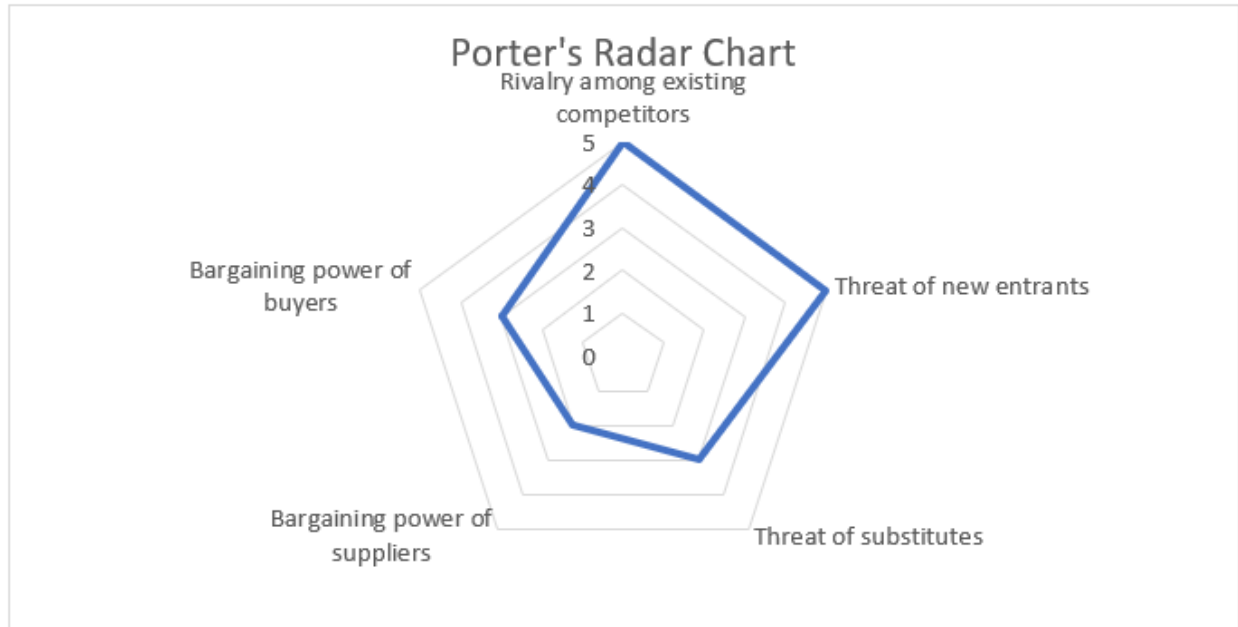 Porter's Radar Chart
Rivalry among existing
competitors
5
4
3
2
1
0
Threat of new entrants
Threat of substitutes
Bargaining power of
suppliers
Bargaining power of
buyers